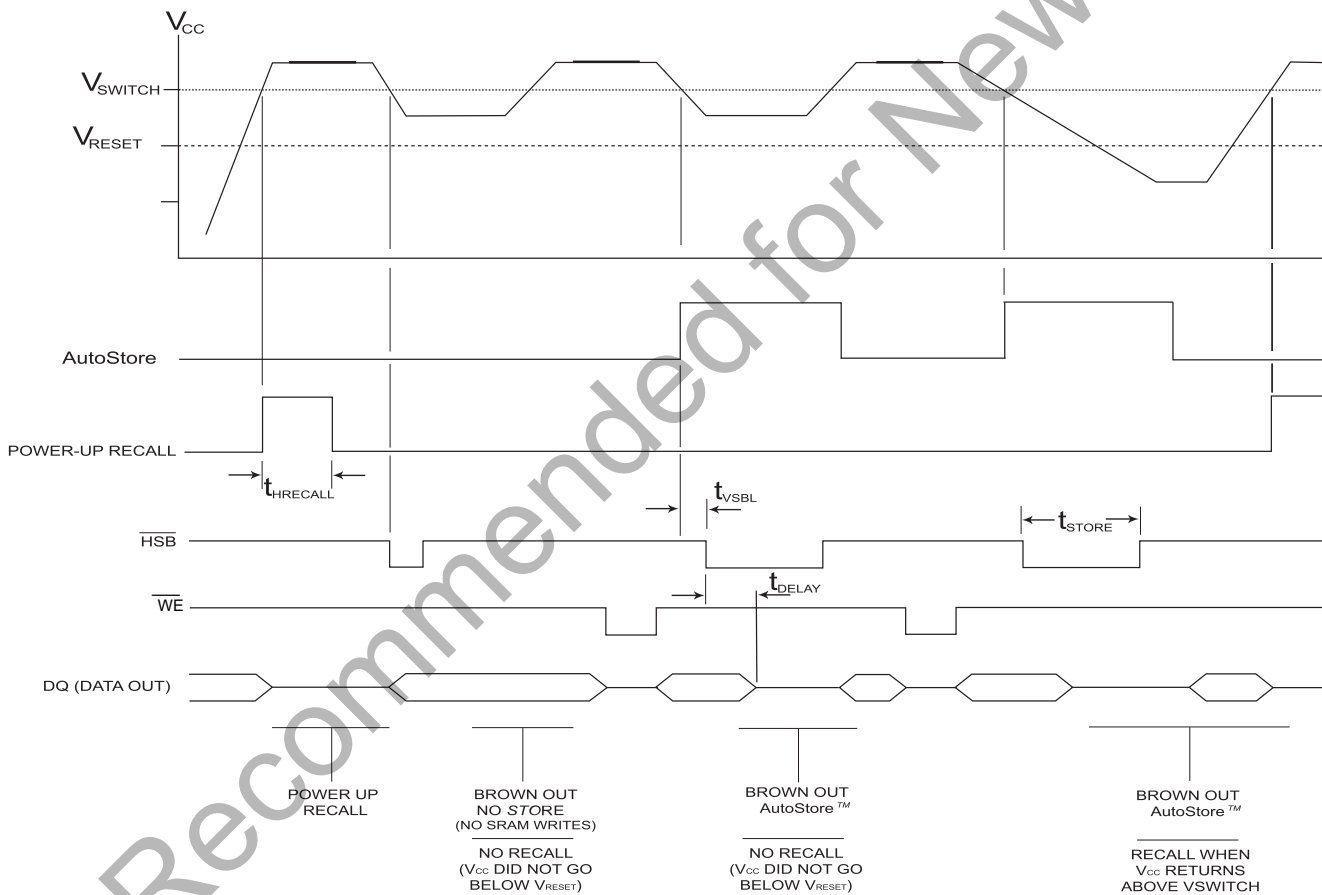 VCC
VSWITCH
VRESET
AutoStore
POWER-UP RECALL
tHRECALL
tVSBL
HSB
tSTORE
tDELAY
WE
DQ (DATA OUT)
POWER UP
RECALL
BROWN OUT
NO STORE
(NO SRAM WRITES)
NO RECALL
(VCC DID NOT GO
BELOW VRESET)
BROWN OUT
AutoStore™
NO RECALL
(VCC DID NOT GO
BELOW VRESET)
BROWN OUT
AutoStore™
RECALL WHEN
VCC RETURNS
ABOVE VSWITCH
Recommended for New